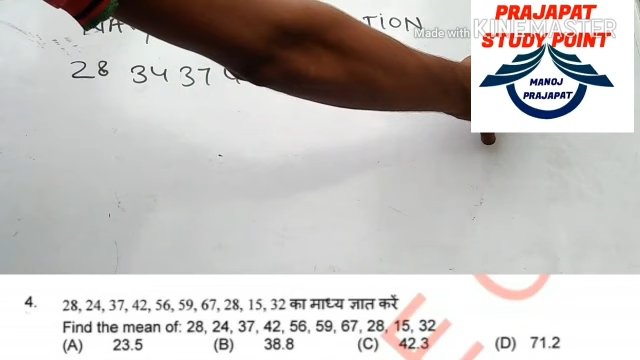 PRAJAPAT
STUDY POINT
MANOJ
PRAJAPAT
Made with KINEMASTER
TION
28 34 37
4. 28, 24, 37, 42, 56, 59, 67, 28, 15, 32 का माध्य ज्ञात करें
Find the mean of: 28, 24, 37, 42, 56, 59, 67, 28, 15, 32
(A) 23.5 (B) 38.8 (C) 42.3 (D) 71.2